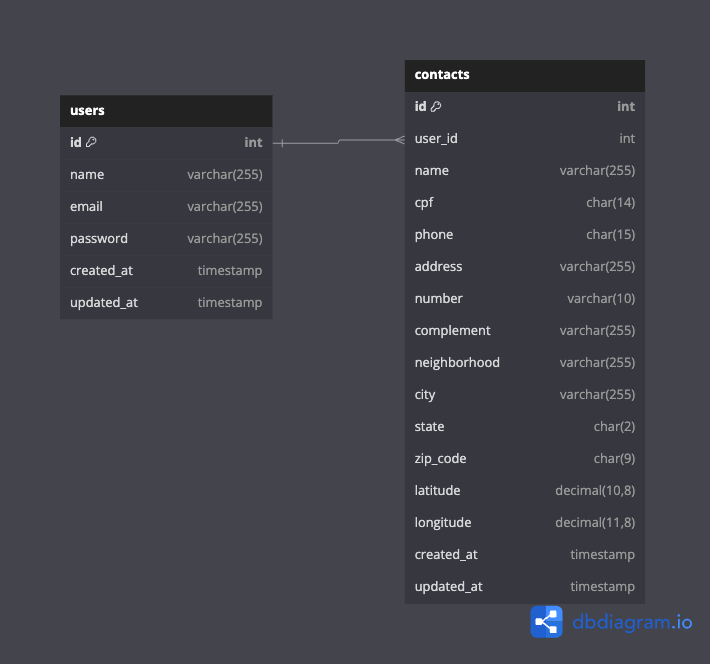 users
id int
name varchar(255)
email varchar(255)
password varchar(255)
created_at timestamp
updated_at timestamp
contacts
id int
user_id int
name varchar(255)
cpf char(14)
phone char(15)
address varchar(255)
number varchar(10)
complement varchar(255)
neighborhood varchar(255)
city varchar(255)
state char(2)
zip_code char(9)
latitude decimal(10,8)
longitude decimal(11,8)
created_at timestamp
updated_at timestamp
dbdiagram.io